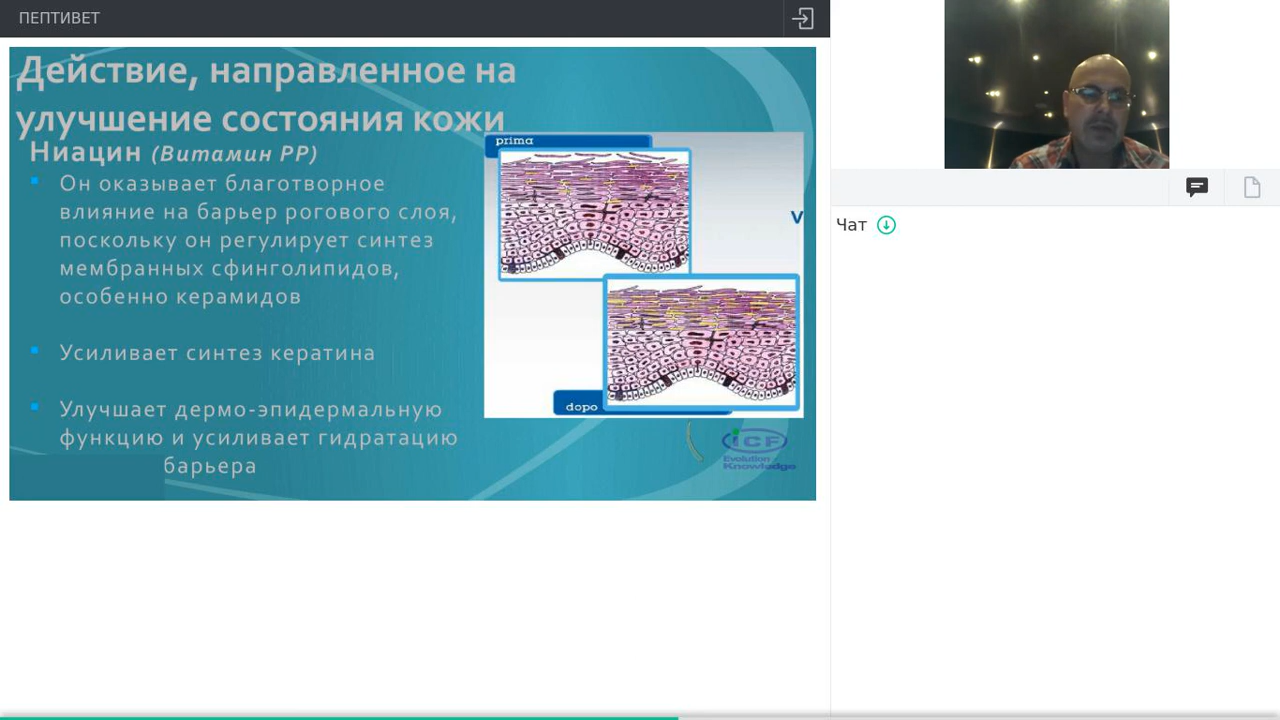 ПЕПТИВЕТ
Действие, направленное на
улучшение состояния кожи
Ниацин (Витамин PP)
Он оказывает благотворное
влияние на барьер рогового слоя,
поскольку он регулирует синтез
мембранных сфинголипидов,
особенно керамидов
Усиливает синтез кератина
Улучшает дермо-эпидермальную
функцию и усиливает гидратацию
барьера
prima
V
dopo
iCF
Evolution
Knowledge
Чат